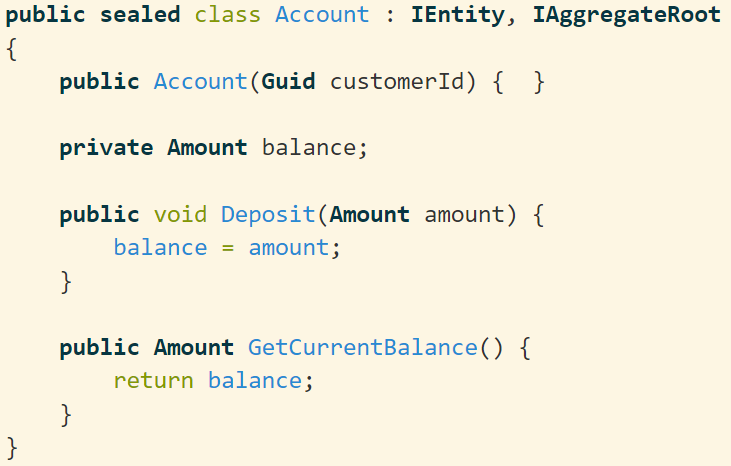 public sealed class Account : IEntity, IAggregateRoot
{
    public Account(Guid customerId) {  }
    private Amount balance;
    public void Deposit(Amount amount) {
        balance = amount;
    }
    public Amount GetCurrentBalance() {
        return balance;
    }
}